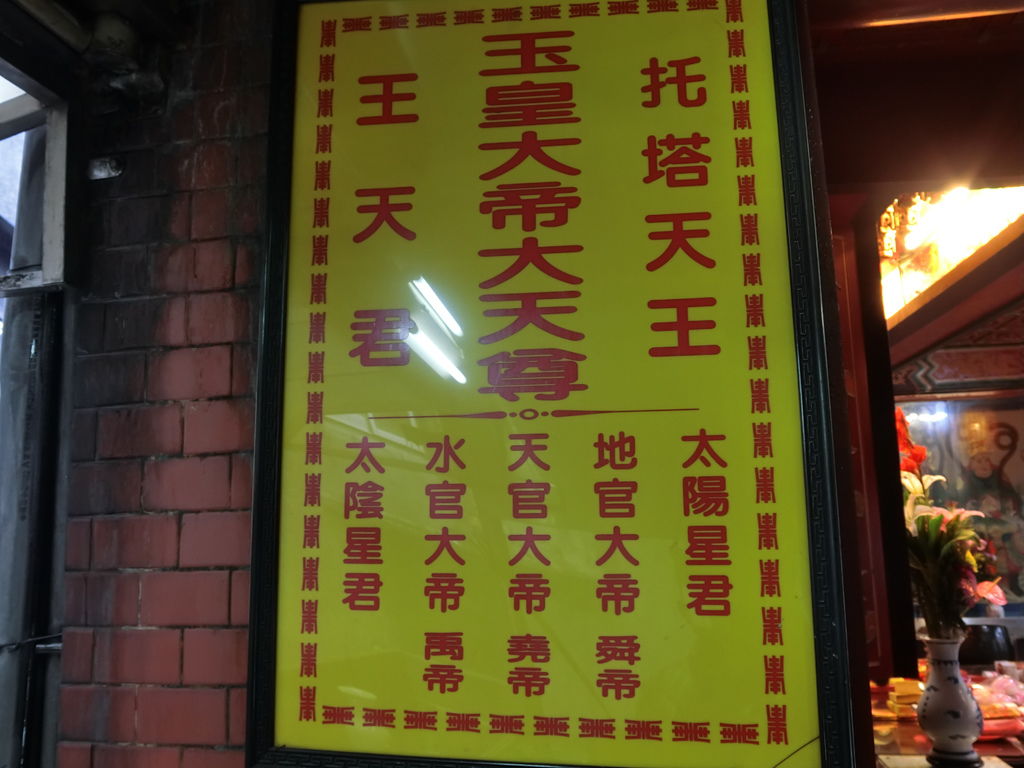 托塔天王
玉皇大帝大天尊
王天君
太陽星君
地官大帝 舜帝
天官大帝 堯帝
水官大帝 禹帝
太陰星君